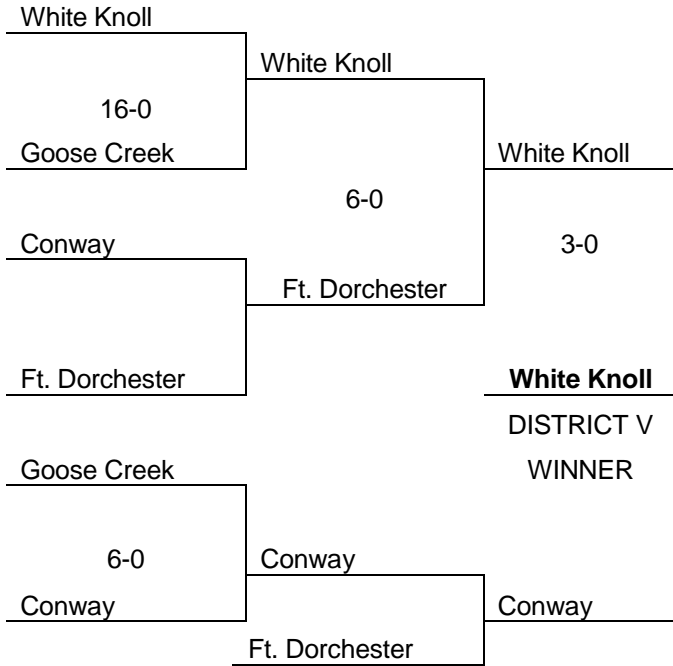 White Knoll
White Knoll
16-0
Goose Creek
White Knoll
6-0
Conway
3-0
Ft. Dorchester
Ft. Dorchester
White Knoll
DISTRICT V
Goose Creek
WINNER
6-0
Conway
Conway
Conway
Ft. Dorchester